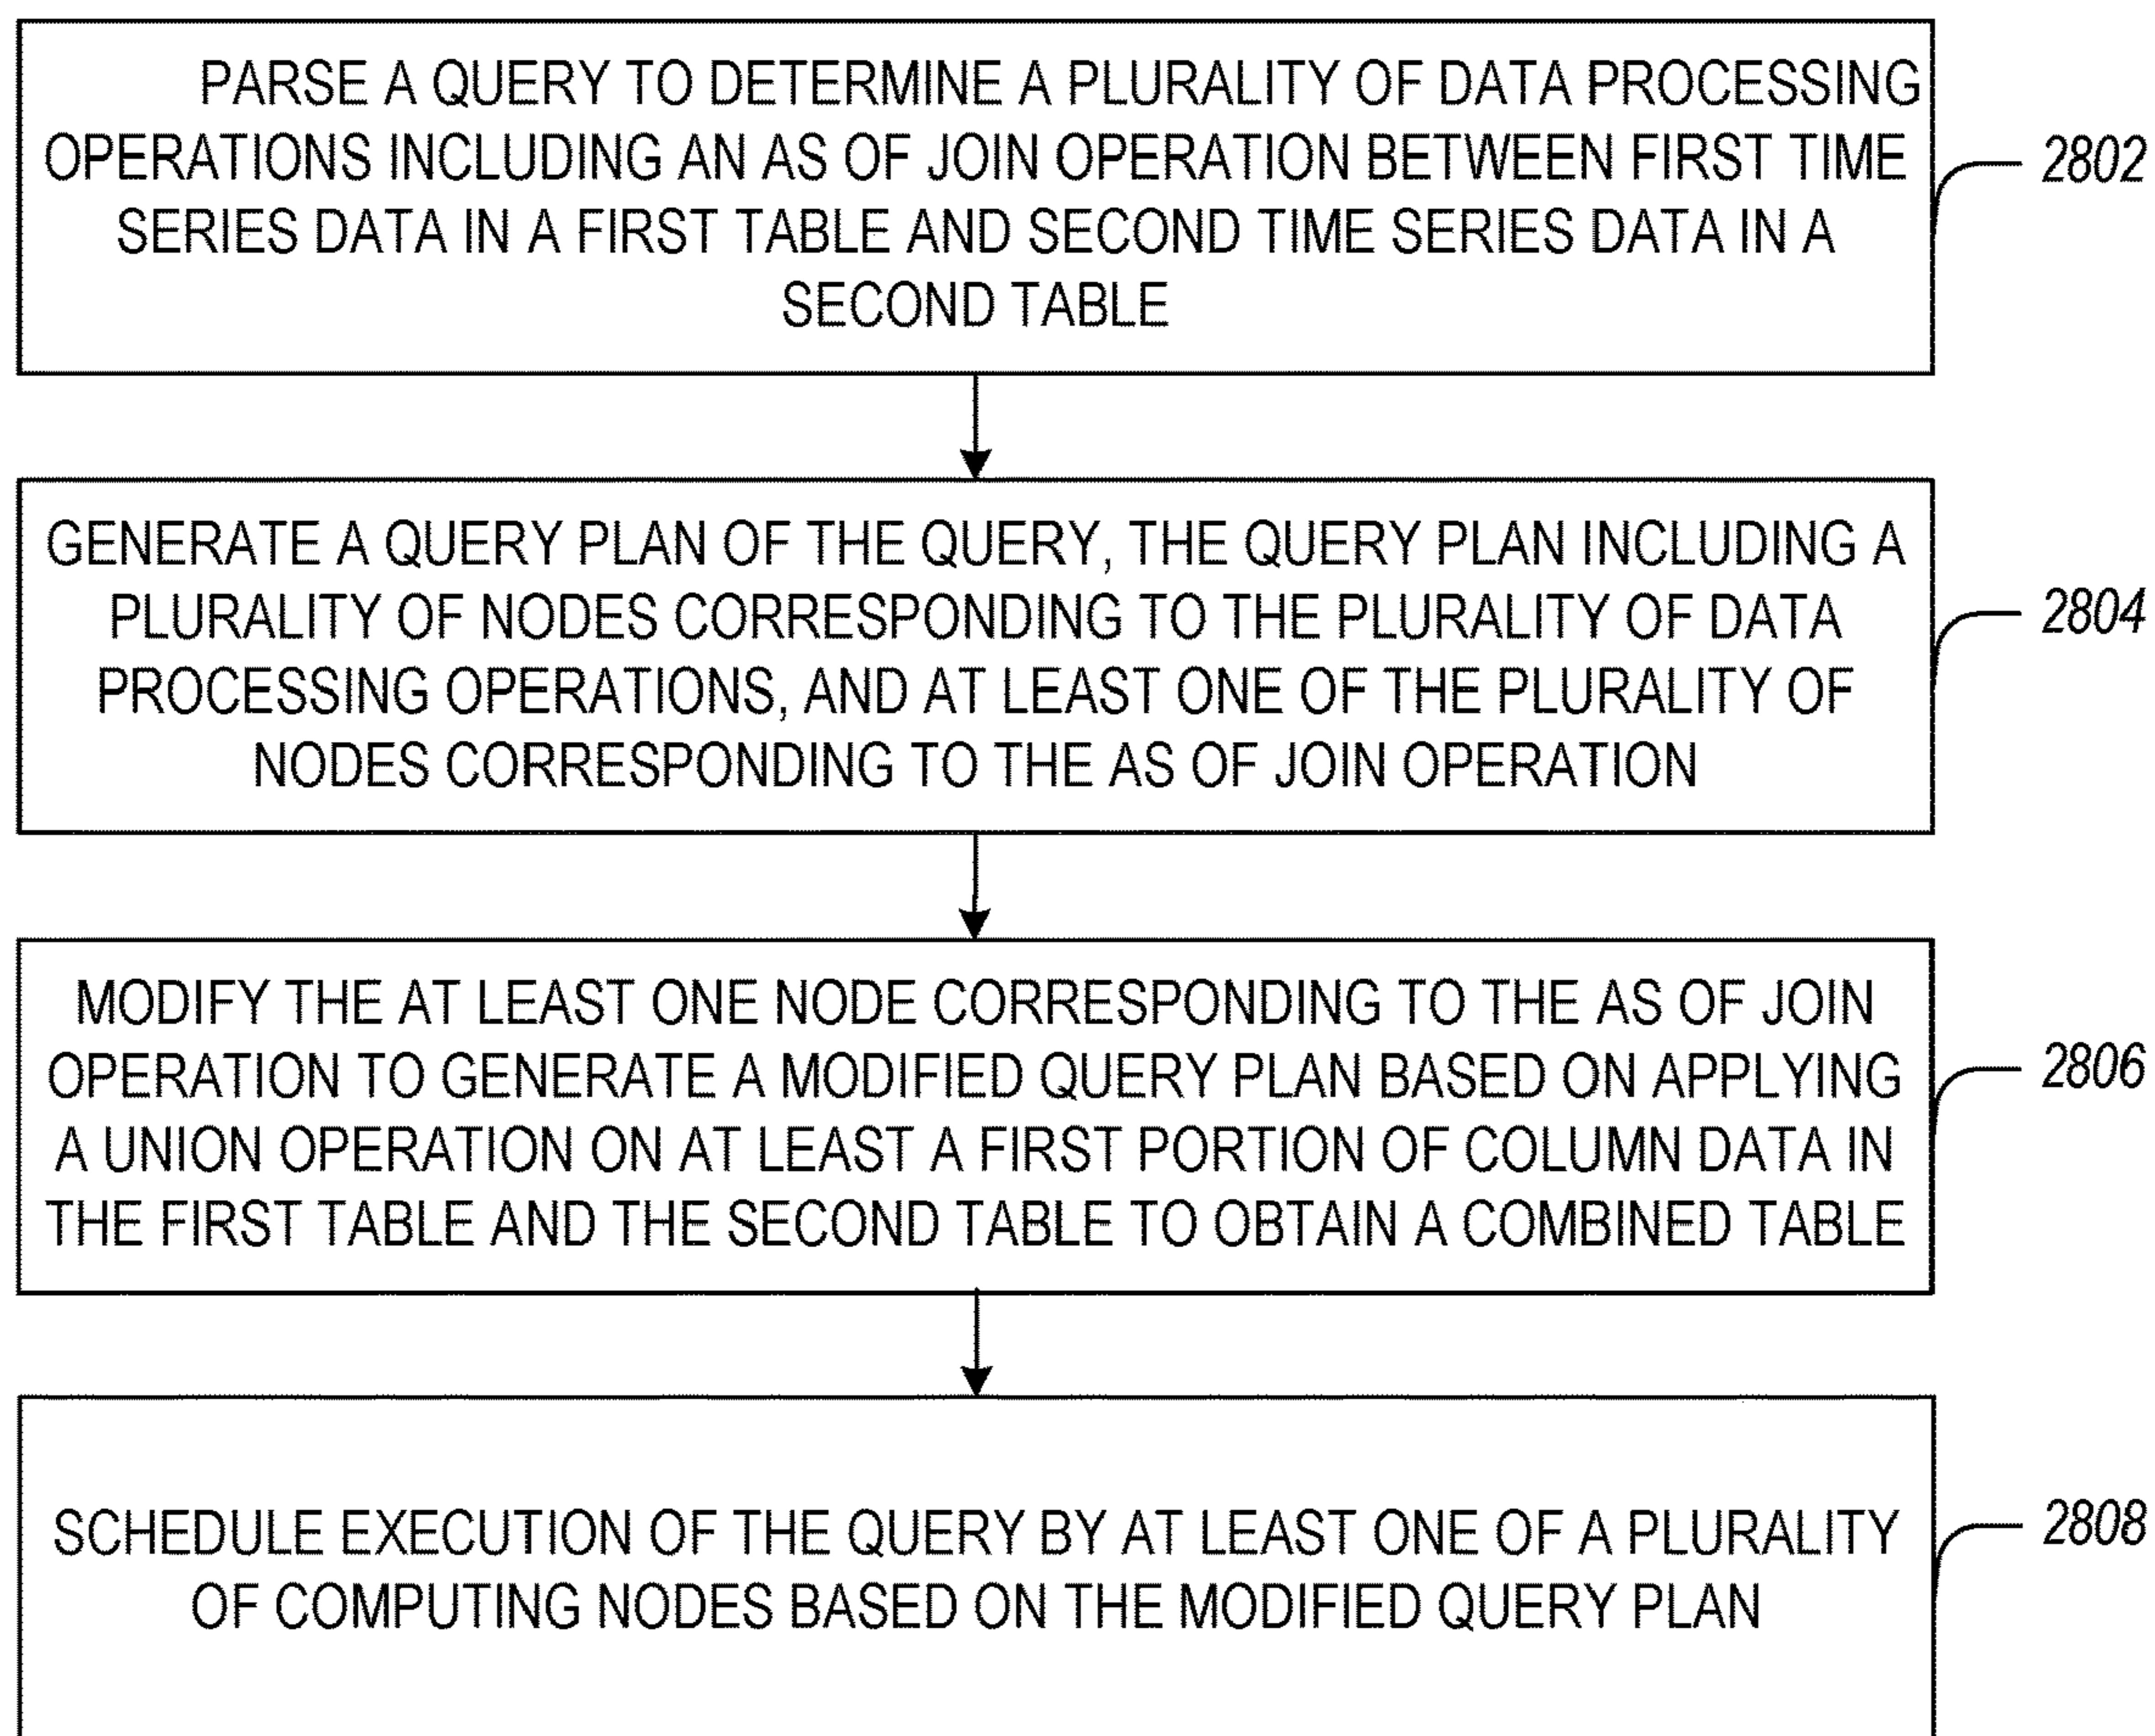 PARSE A QUERY TO DETERMINE A PLURALITY OF DATA PROCESSING
OPERATIONS INCLUDING AN AS OF JOIN OPERATION BETWEEN FIRST TIME
SERIES DATA IN A FIRST TABLE AND SECOND TIME SERIES DATA IN A
SECOND TABLE
2802
GENERATE A QUERY PLAN OF THE QUERY, THE QUERY PLAN INCLUDING A
PLURALITY OF NODES CORRESPONDING TO THE PLURALITY OF DATA
PROCESSING OPERATIONS, AND AT LEAST ONE OF THE PLURALITY OF
NODES CORRESPONDING TO THE AS OF JOIN OPERATION
2804
MODIFY THE AT LEAST ONE NODE CORRESPONDING TO THE AS OF JOIN
OPERATION TO GENERATE A MODIFIED QUERY PLAN BASED ON APPLYING
A UNION OPERATION ON AT LEAST A FIRST PORTION OF COLUMN DATA IN
THE FIRST TABLE AND THE SECOND TABLE TO OBTAIN A COMBINED TABLE
2806
SCHEDULE EXECUTION OF THE QUERY BY AT LEAST ONE OF A PLURALITY
OF COMPUTING NODES BASED ON THE MODIFIED QUERY PLAN
2808